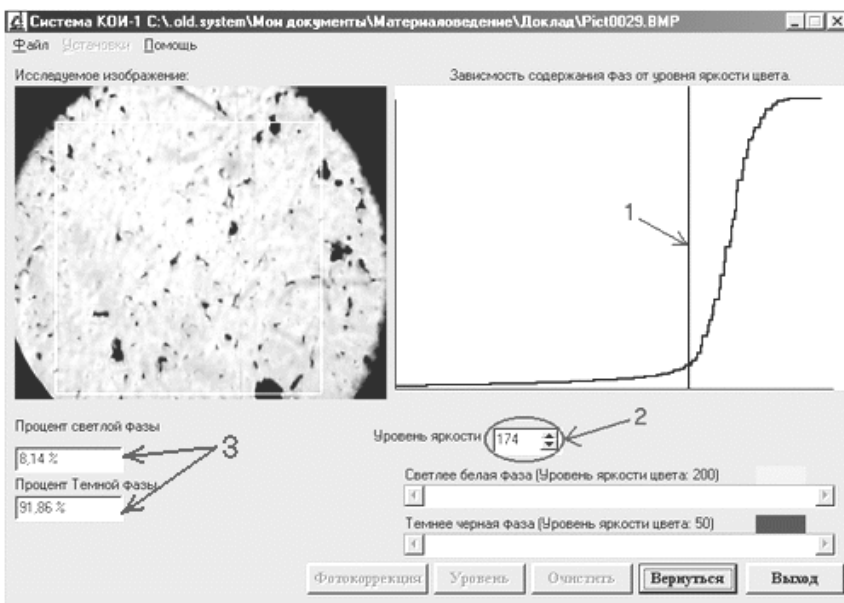 Система КОИ-1 C:\.old.system\Мои документы\Материаловедение\Доклад\Pict0029.BMP
Файл Установки Помощь
Исследуемое изображение:
Зависмость содержания фаз от уровня яркости цвета.
1
Процент светлой фазы
8,14 %
Процент Темной фазы
91,86 %
3
Уровень яркости
174
2
Светлее белая фаза (Уровень яркости цвета: 200)
Темнее черная фаза (Уровень яркости цвета: 50)
Фотокоррекция Уровень Очистить Вернуться Выход